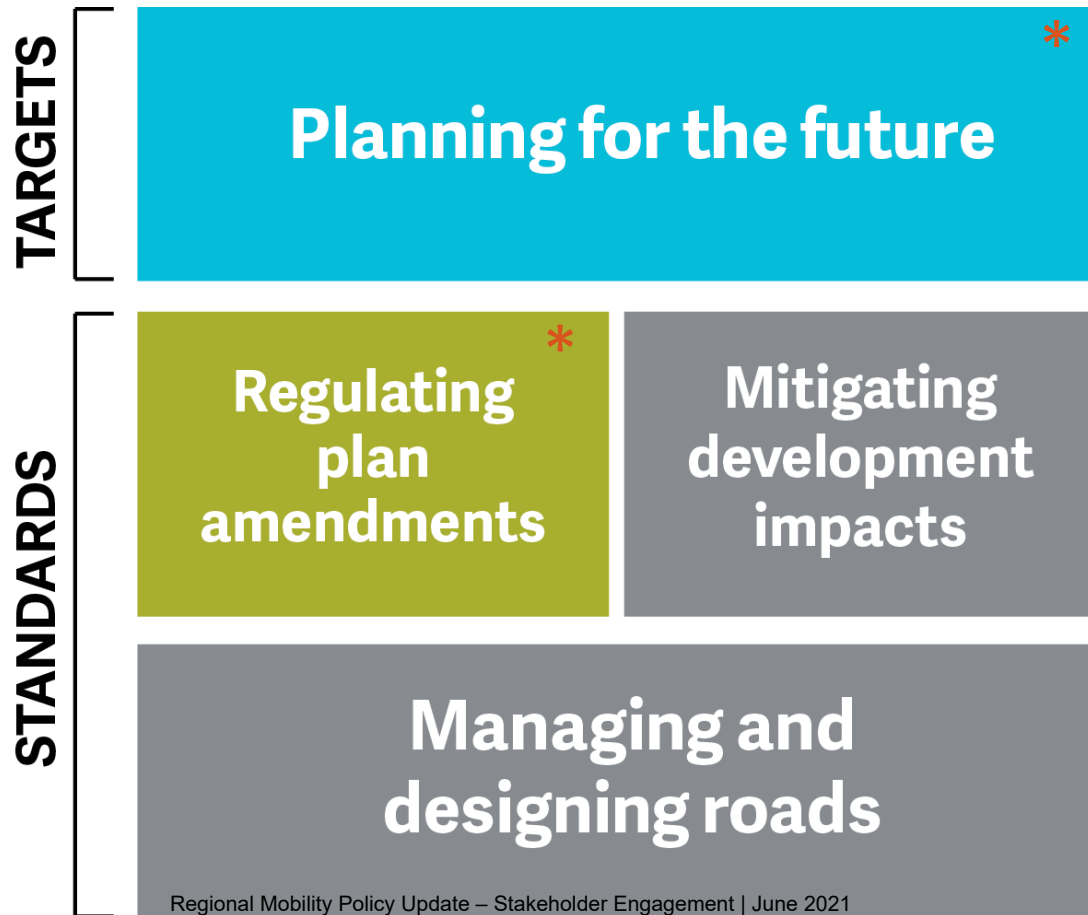 TARGETS
*
Planning for the future
STANDARDS
*
Regulating
plan
amendments
Mitigating
development
impacts
Managing and
designing roads
Regional Mobility Policy Update – Stakeholder Engagement | June 2021